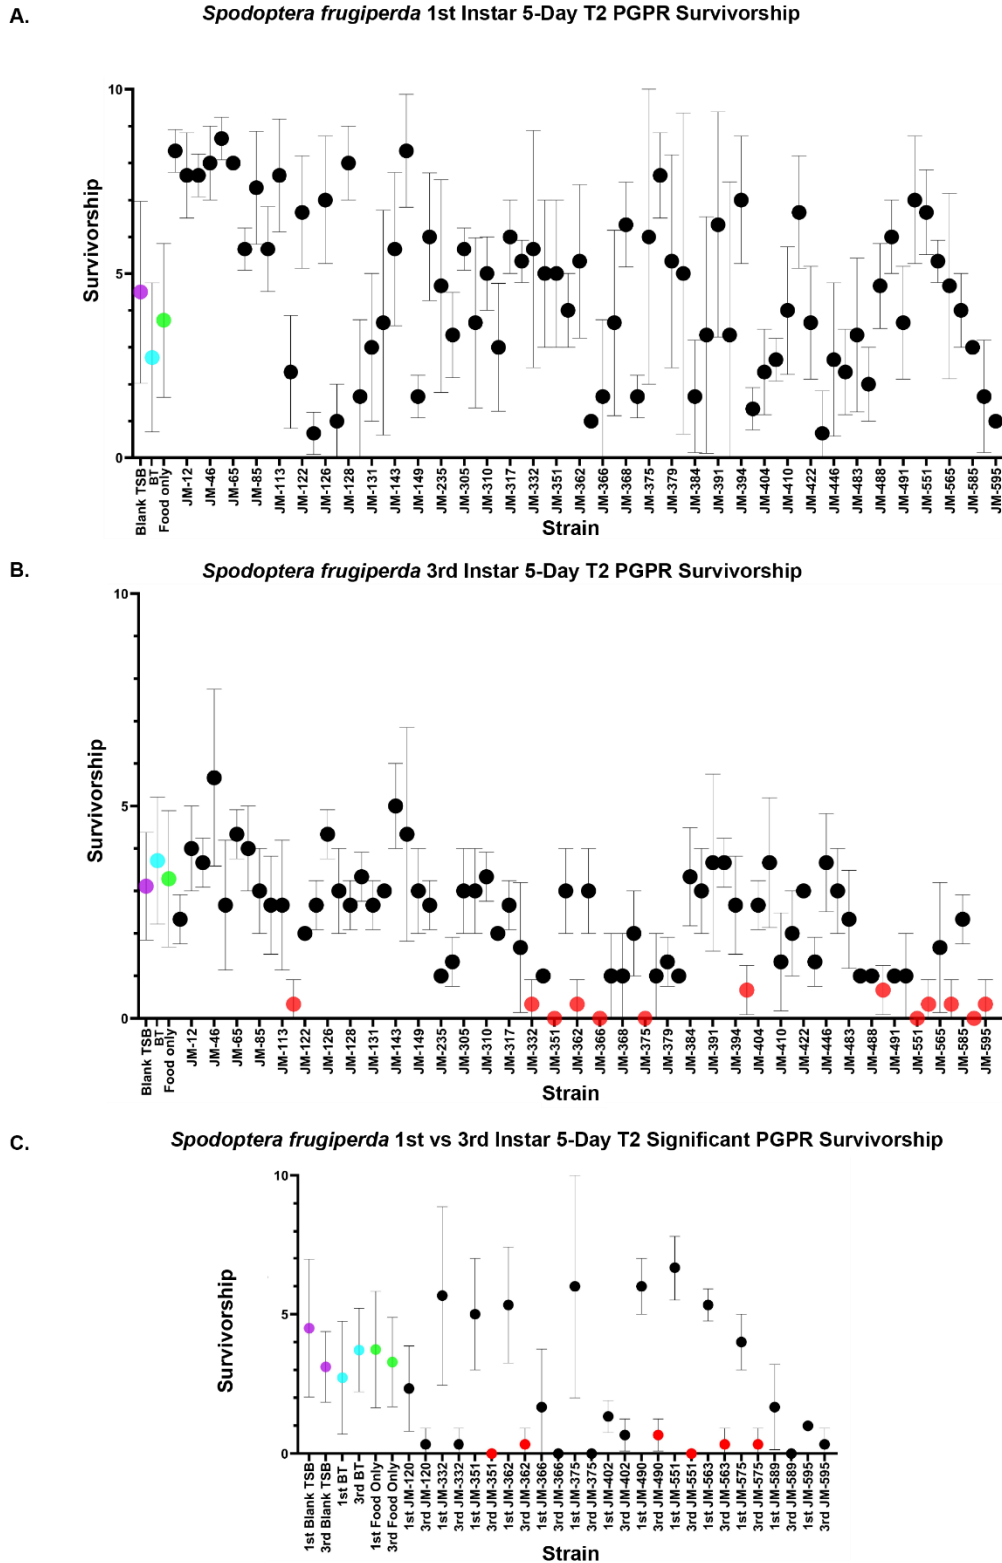 A.
Spodoptera frugiperda 1st Instar 5-Day T2 PGPR Survivorship
Survivorship
10
5
0
Blank TSB
BT
Food only
JM-12
JM-46
JM-65
JM-85
JM-113
JM-122
JM-126
JM-128
JM-131
JM-143
JM-149
JM-235
JM-305
JM-310
JM-317
JM-332
JM-351
JM-362
JM-366
JM-368
JM-375
JM-379
JM-384
JM-391
JM-394
JM-404
JM-410
JM-422
JM-446
JM-483
JM-488
JM-491
JM-551
JM-565
JM-585
JM-595
Strain
B.
Spodoptera frugiperda 3rd Instar 5-Day T2 PGPR Survivorship
Survivorship
10
5
0
Blank TSB
BT
Food only
JM-12
JM-46
JM-65
JM-85
JM-113
JM-122
JM-126
JM-128
JM-131
JM-143
JM-149
JM-235
JM-305
JM-310
JM-317
JM-332
JM-351
JM-362
JM-366
JM-368
JM-375
JM-379
JM-384
JM-391
JM-394
JM-404
JM-410
JM-422
JM-446
JM-483
JM-488
JM-491
JM-551
JM-565
JM-585
JM-595
Strain
C.
Spodoptera frugiperda 1st vs 3rd Instar 5-Day T2 Significant PGPR Survivorship
Survivorship
10
5
0
1st Blank TSB
3rd Blank TSB
1st BT
3rd BT
1st Food Only
3rd Food Only
1st JM-120
3rd JM-120
1st JM-332
3rd JM-332
1st JM-351
3rd JM-351
1st JM-362
3rd JM-362
1st JM-366
3rd JM-366
1st JM-375
3rd JM-375
1st JM-402
3rd JM-402
1st JM-490
3rd JM-490
1st JM-551
3rd JM-551
1st JM-563
3rd JM-563
1st JM-575
3rd JM-575
1st JM-589
3rd JM-589
1st JM-595
3rd JM-595
Strain